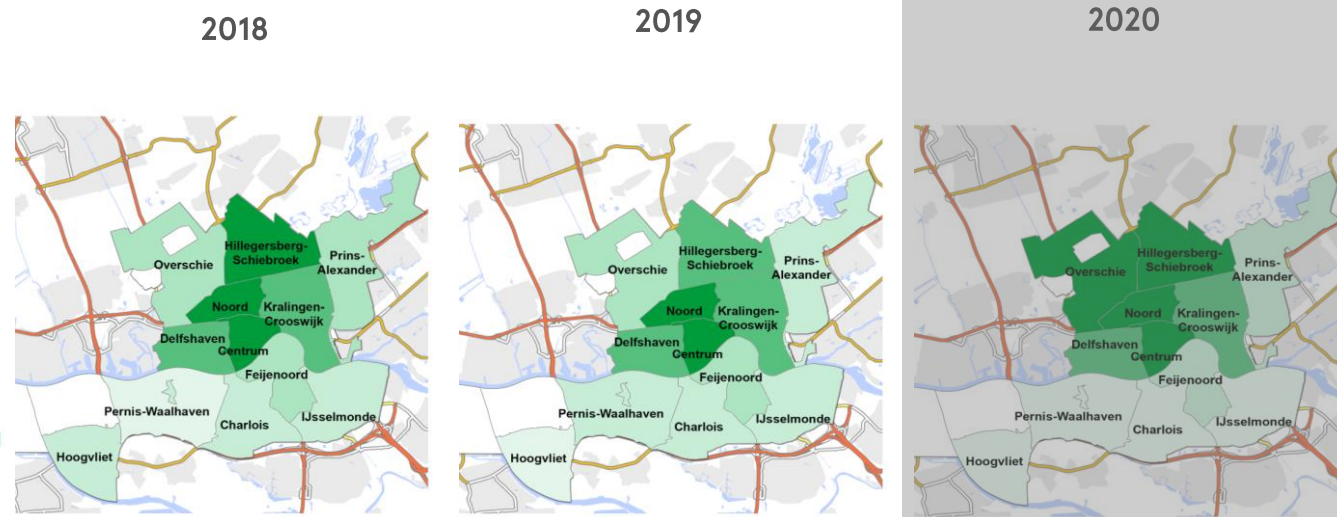 2018
2019
2020
Hillegersberg-
Schiebroek
Overschie
Prins-
Alexander
Noord
Kralingen-
Crooswijk
Delfshaven
Centrum
Feijenoord
Pernis-Waalhaven
IJsselmonde
Charlois
Hoogvliet
Hillegersberg-
Schiebroek
Overschie
Prins-
Alexander
Noord
Kralingen-
Crooswijk
Delfshaven
Centrum
Feijenoord
Pernis-Waalhaven
IJsselmonde
Charlois
Hoogvliet
Hillegersberg-
Schiebroek
Overschie
Prins-
Alexander
Noord
Kralingen-
Crooswijk
Delfshaven
Centrum
Feijenoord
Pernis-Waalhaven
IJsselmonde
Charlois
Hoogvliet